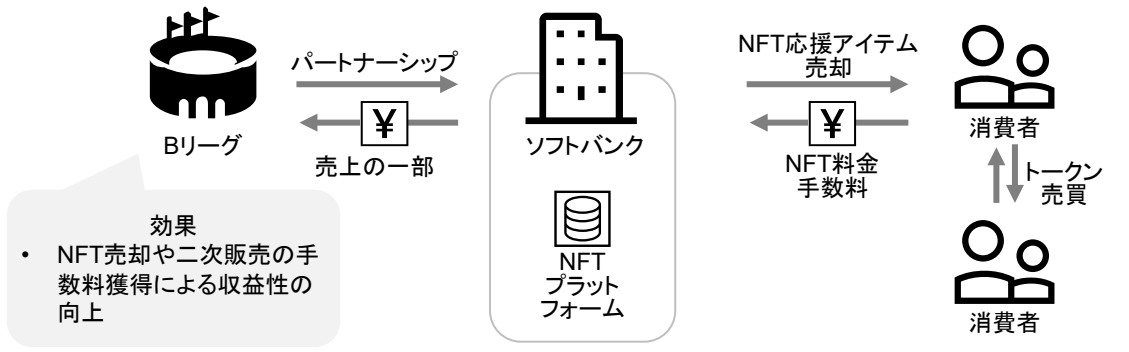 Bリーグ
パートナーシップ
¥
売上の一部
ソフトバンク
NFT
プラット
フォーム
NFT応援アイテム
売却
¥
NFT料金
手数料
消費者
トークン
売買
消費者
効果
• NFT売却や二次販売の手
数料獲得による収益性の
向上